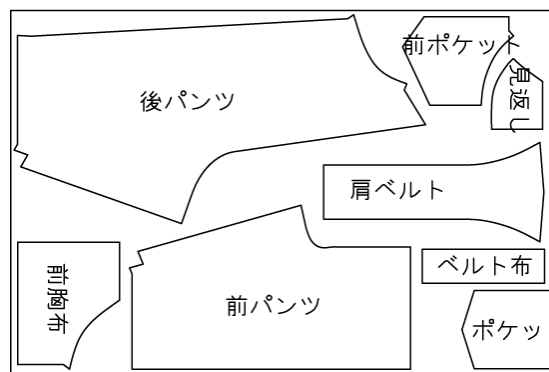 前ポケット
見返し
後パンツ
肩ベルト
ベルト布
前胸布
前パンツ
ポケッ